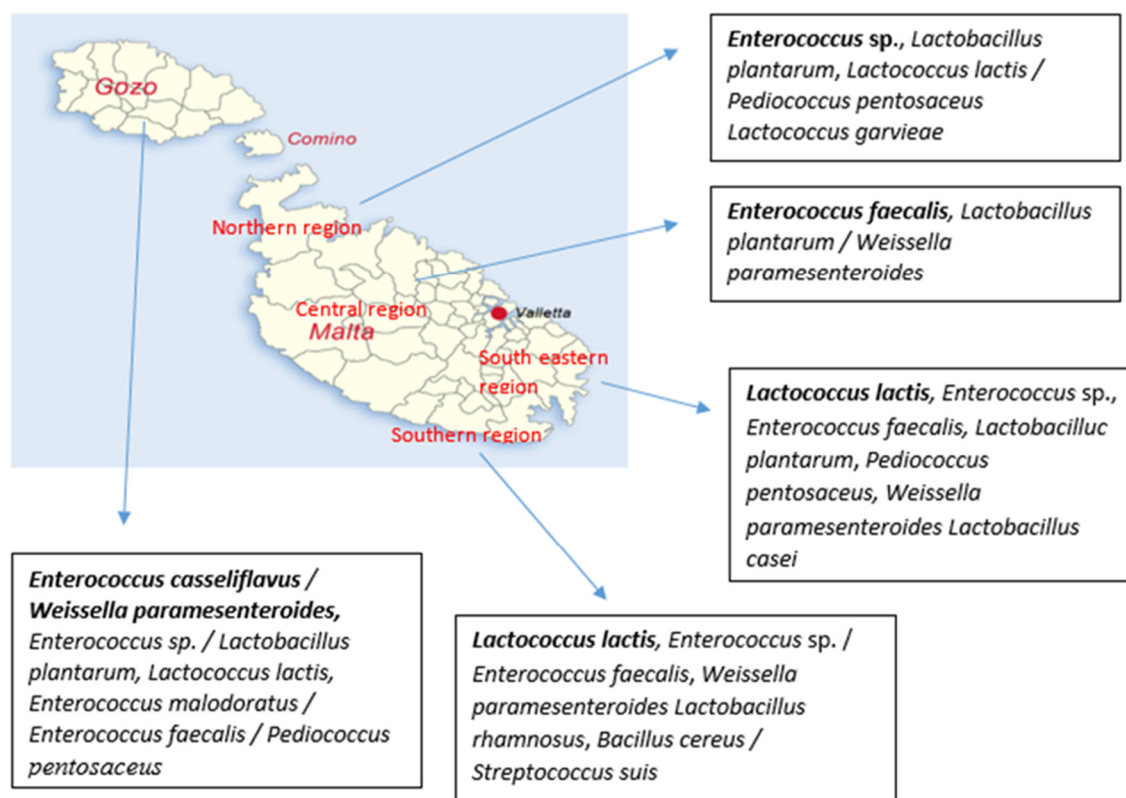 Gozo
Comino
Northern region
Central region
Malta
Valletta
South eastern
region
Southern region
Enterococcus sp., Lactobacillus
plantarum, Lactococcus lactis /
Pediococcus pentosaceus
Lactococcus garvieae
Enterococcus faecalis, Lactobacillus
plantarum / Weissella
paramesenteroides
Lactococcus lactis, Enterococcus sp.,
Enterococcus faecalis, Lactobacilluc
plantarum, Pediococcus
pentosaceus, Weissella
paramesenteroides Lactobacillus
casei
Enterococcus casseliflavus /
Weissella paramesenteroides,
Enterococcus sp. / Lactobacillus
plantarum, Lactococcus lactis,
Enterococcus malodoratus /
Enterococcus faecalis / Pediococcus
pentosaceus
Lactococcus lactis, Enterococcus sp. /
Enterococcus faecalis, Weissella
paramesenteroides Lactobacillus
rhamnosus, Bacillus cereus /
Streptococcus suis